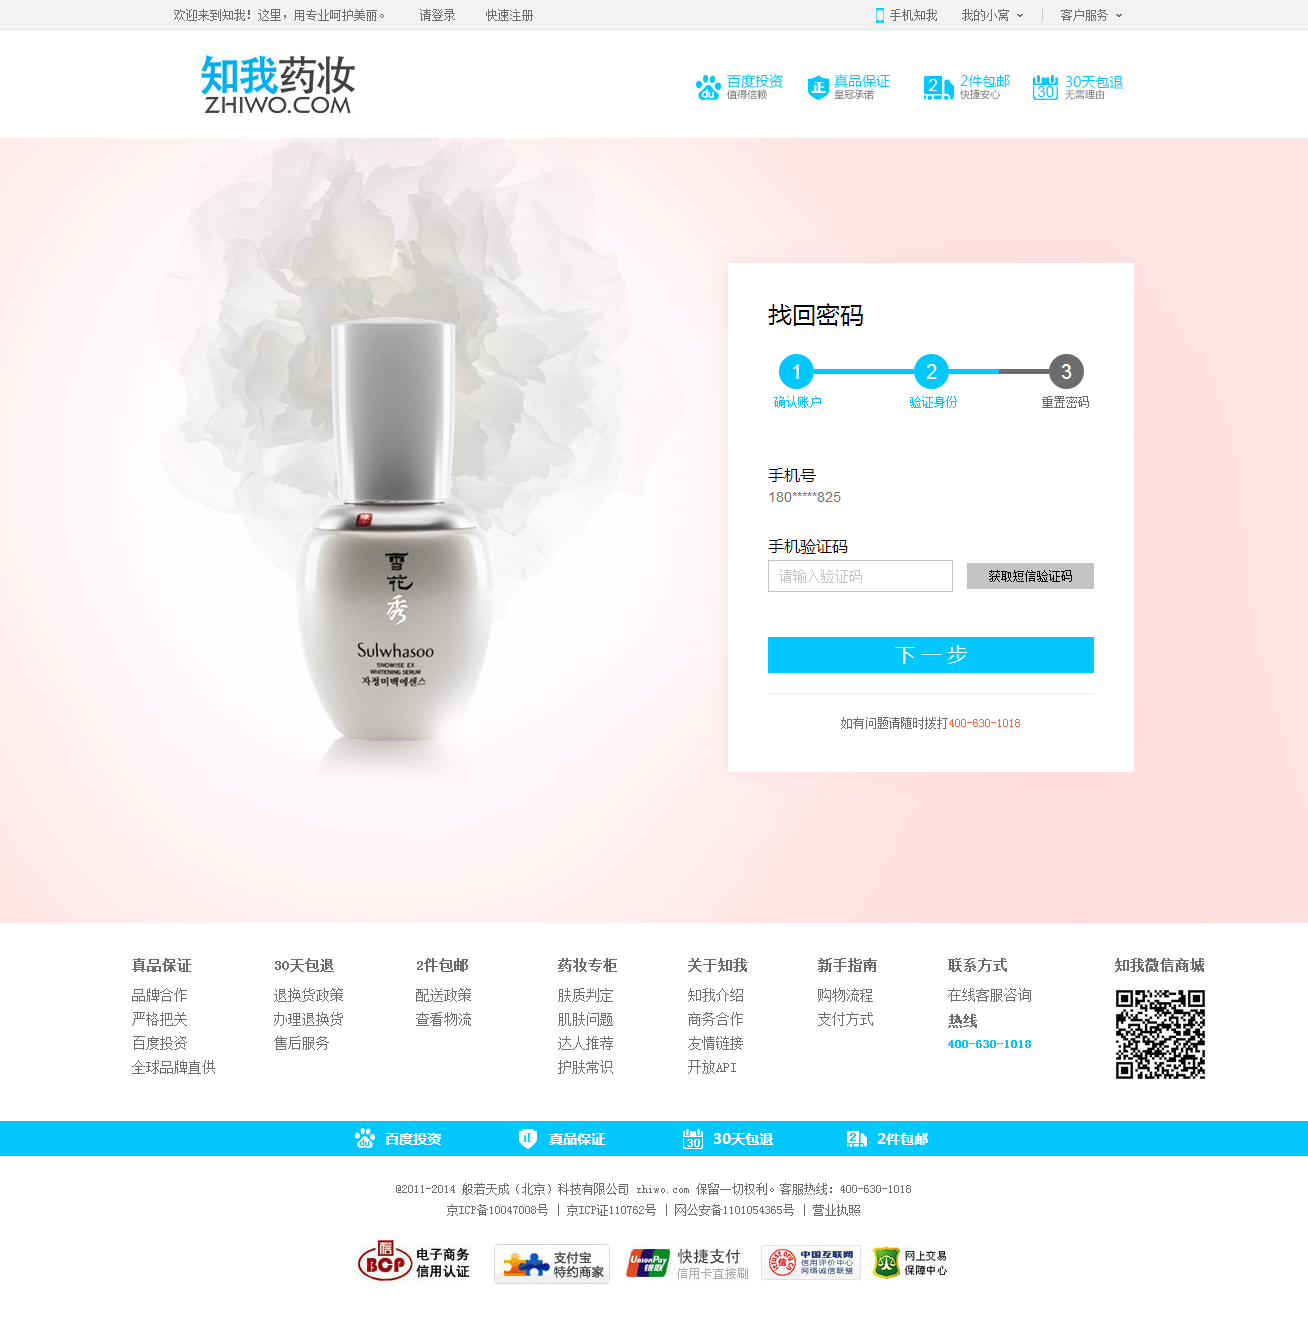 欢迎来到知我！这里，用专业呵护美丽。 请登录 快速注册 手机知我 我的小窝 客户服务
知我药妆
ZHIWO.COM
百度投资 真品保证 2件包邮 30天包退
值得信赖 皇冠承诺 快捷安心 无需理由
找回密码
1 2 3
确认账户 验证身份 重置密码
手机号
180*****825
手机验证码
请输入验证码 获取短信验证码
下一步
如有问题请随时拨打400-630-1018
雪花秀
Sulwhasoo
SNOWISE EX
WHITENING SERUM
자정미백에센스
真品保证 30天包退 2件包邮 药妆专柜 关于知我 新手指南 联系方式 知我微信商城
品牌合作 退换货政策 配送政策 肤质判定 知我介绍 购物流程 在线客服咨询
严格把关 办理退换货 查看物流 肌肤问题 商务合作 支付方式 热线
百度投资 售后服务 达人推荐 友情链接 400-630-1018
全球品牌直供 护肤常识 开放API
百度投资 真品保证 30天包退 2件包邮
@2011-2014 般若天成（北京）科技有限公司 zhiwo.com 保留一切权利。客服热线：400-630-1018
京ICP备10047008号 | 京ICP证110762号 | 网公安备1101054365号 | 营业执照
BCP 电子商务 信用认证
支付宝 特约商家
UnionPay 银联 快捷支付 信用卡直接刷
中国互联网 信用评价中心 网络诚信联盟
网上交易 保障中心